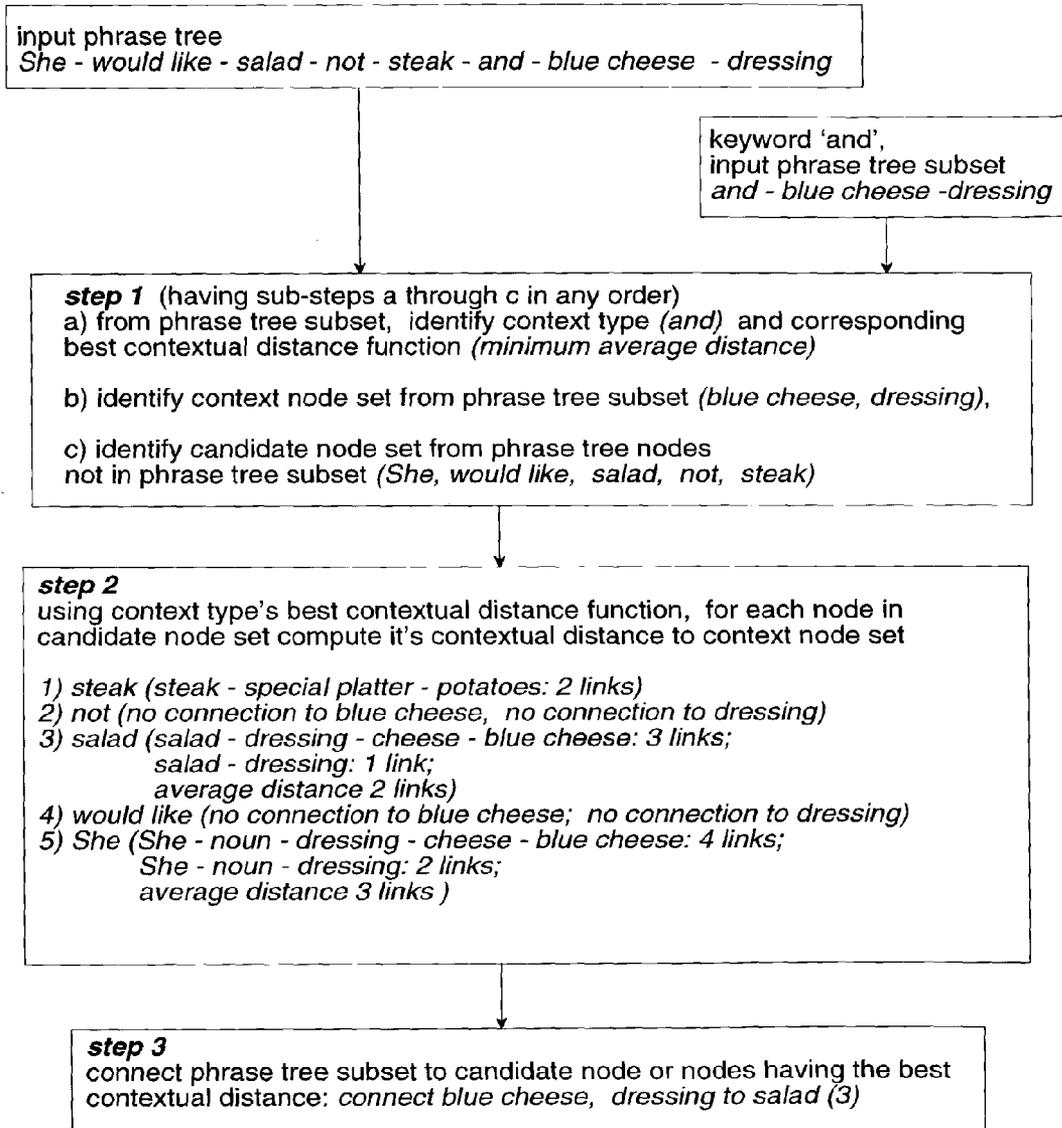 input phrase tree
She - would like - salad - not - steak - and - blue cheese - dressing
keyword ‘and’,
input phrase tree subset
and - blue cheese -dressing
step 1 (having sub-steps a through c in any order)
a) from phrase tree subset, identify context type (and) and corresponding
best contextual distance function (minimum average distance)
b) identify context node set from phrase tree subset (blue cheese, dressing),
c) identify candidate node set from phrase tree nodes
not in phrase tree subset (She, would like, salad, not, steak)
step 2
using context type's best contextual distance function, for each node in
candidate node set compute it's contextual distance to context node set
1) steak (steak - special platter - potatoes: 2 links)
2) not (no connection to blue cheese, no connection to dressing)
3) salad (salad - dressing - cheese - blue cheese: 3 links;
salad - dressing: 1 link;
average distance 2 links)
4) would like (no connection to blue cheese; no connection to dressing)
5) She (She - noun - dressing - cheese - blue cheese: 4 links;
She - noun - dressing: 2 links;
average distance 3 links )
step 3
connect phrase tree subset to candidate node or nodes having the best
contextual distance: connect blue cheese, dressing to salad (3)